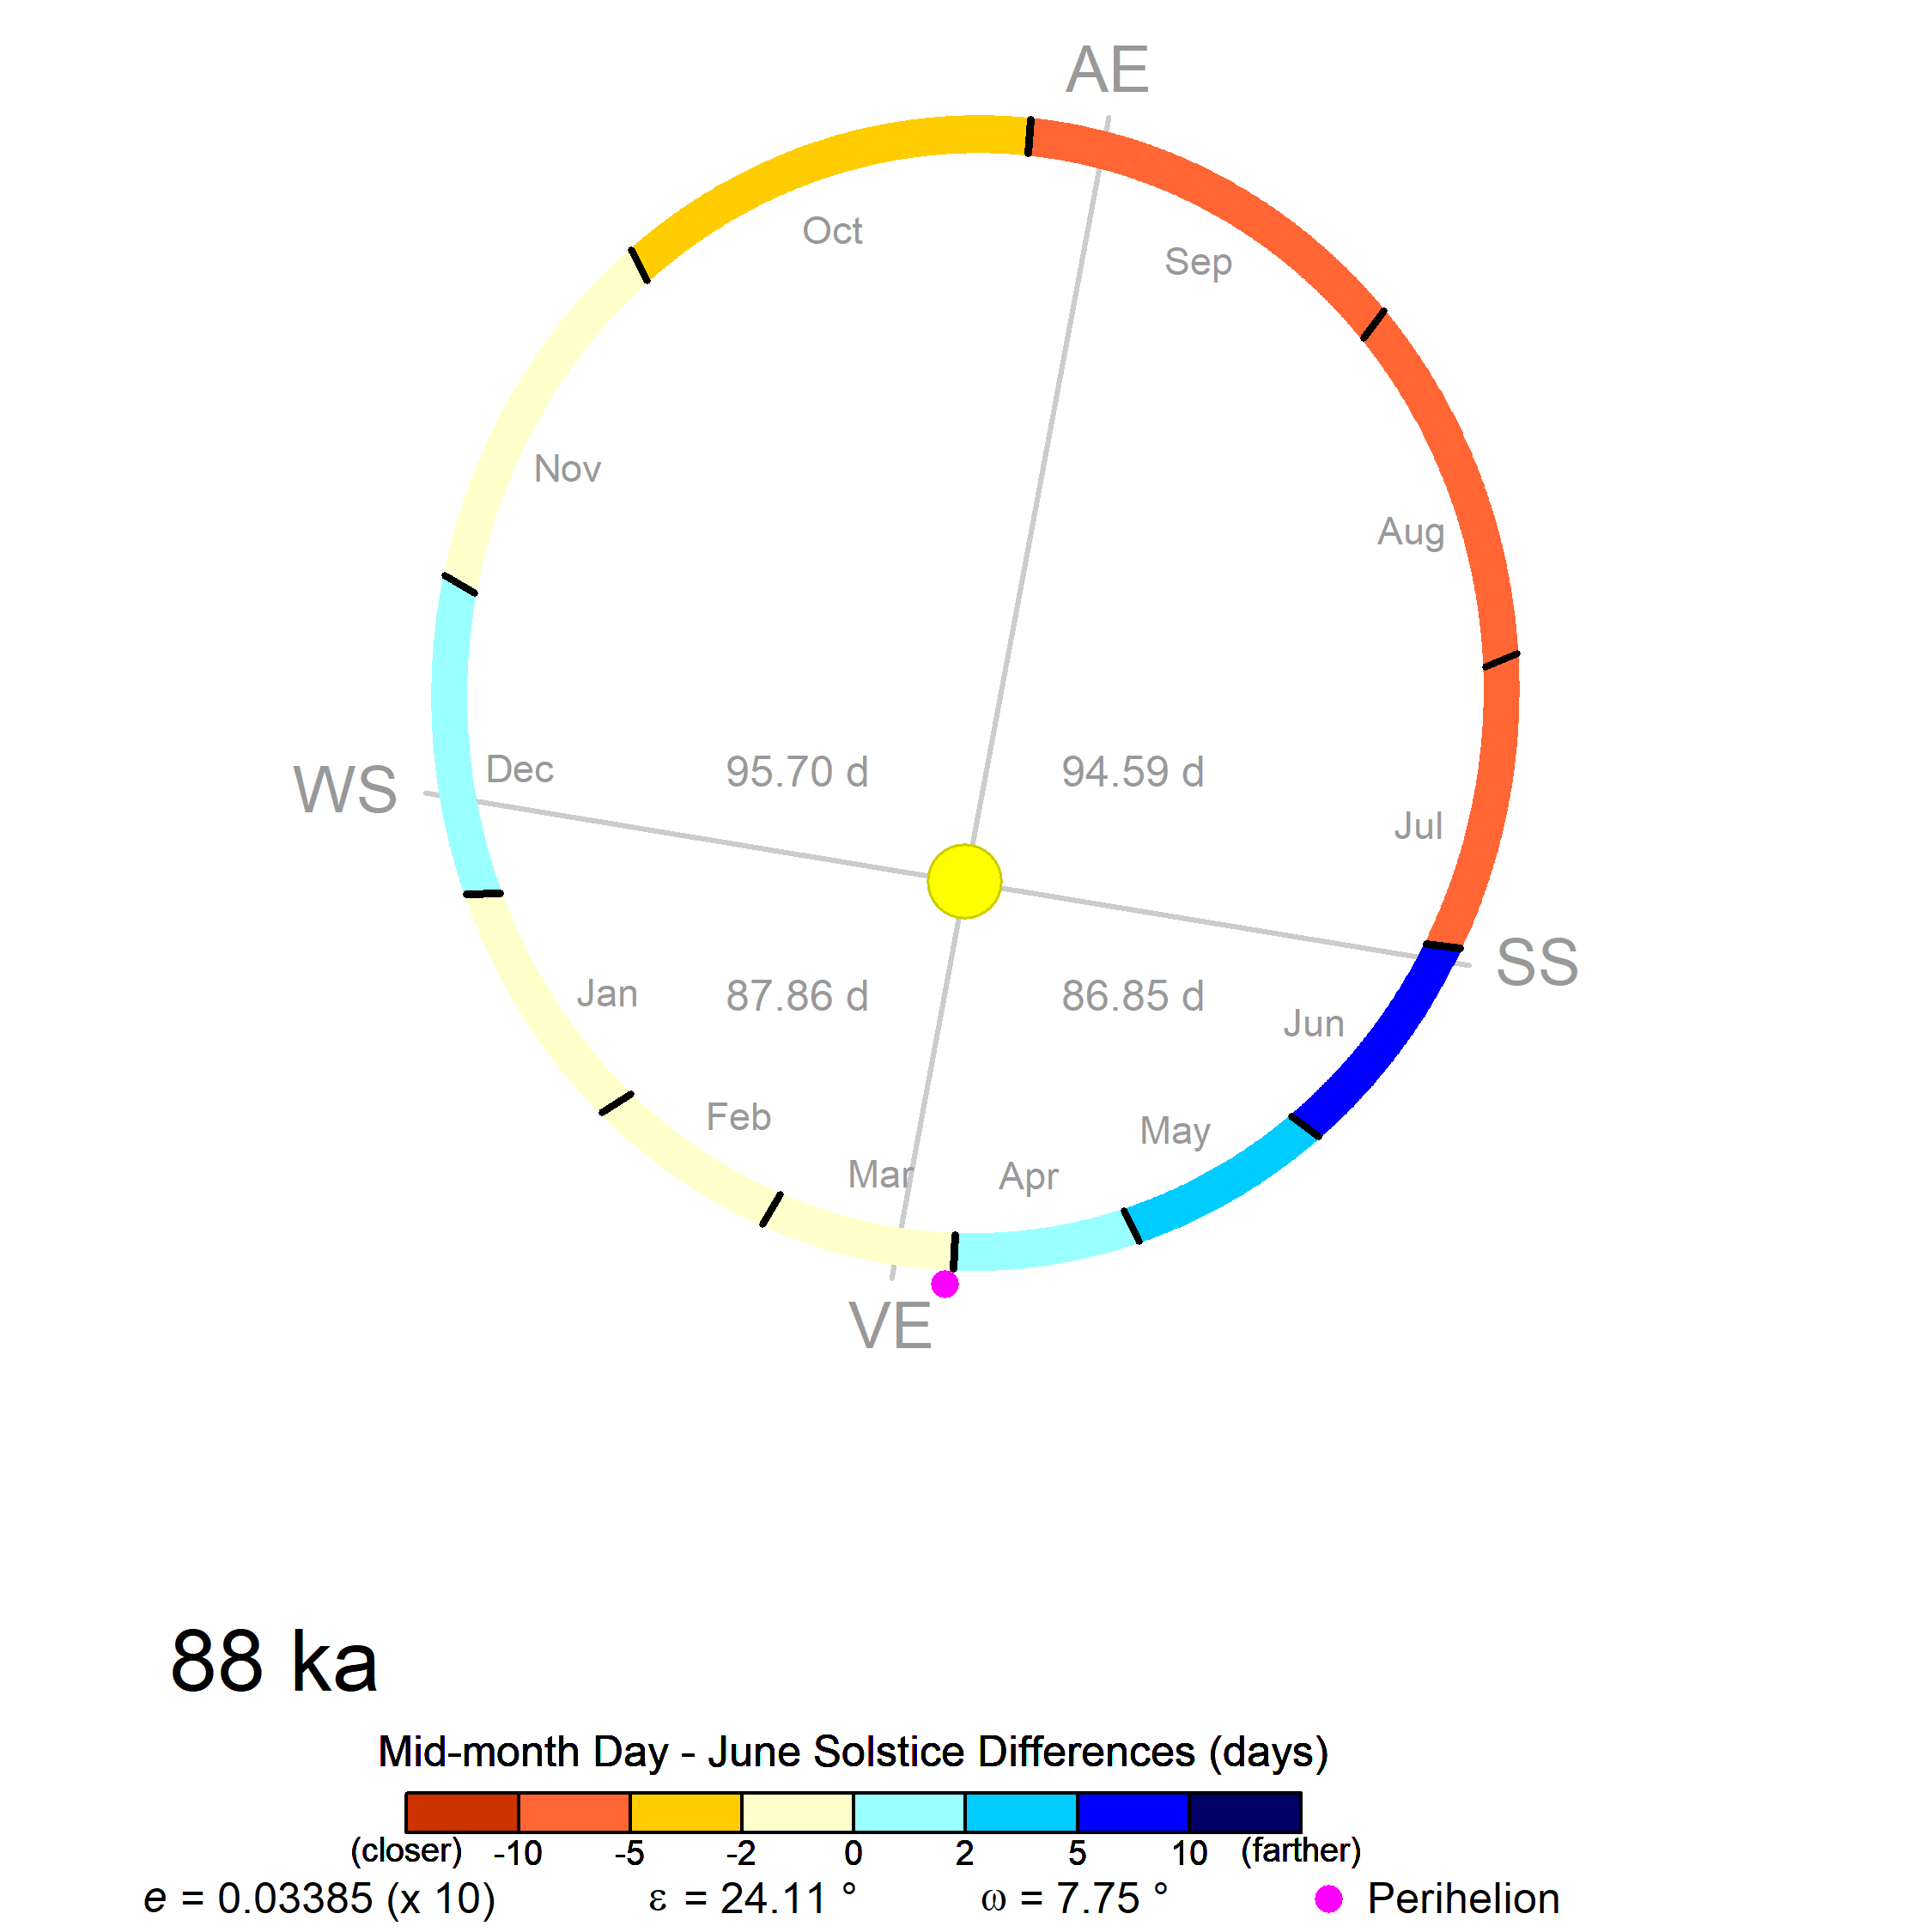 AE
Oct
Sep
Nov
Aug
WS
Dec
95.70 d
94.59 d
Jul
SS
Jan
87.86 d
86.85 d
Jun
Feb
May
Mar
Apr
VE
88 ka
Mid-month Day - June Solstice Differences (days)
(closer) -10 -5 -2 0 2 5 10 (farther)
e = 0.03385 (x 10) ε = 24.11 ° ω = 7.75 ° Perihelion